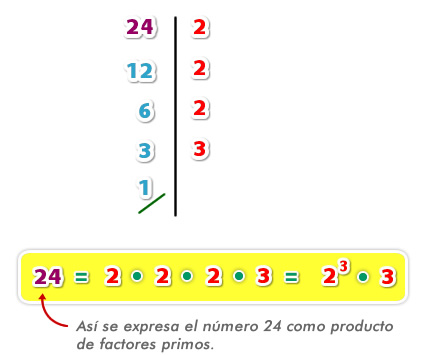 24 2
12 2
6 2
3 3
1
24 = 2 • 2 • 2 • 3 = 2³ • 3
Así se expresa el número 24 como producto
de factores primos.